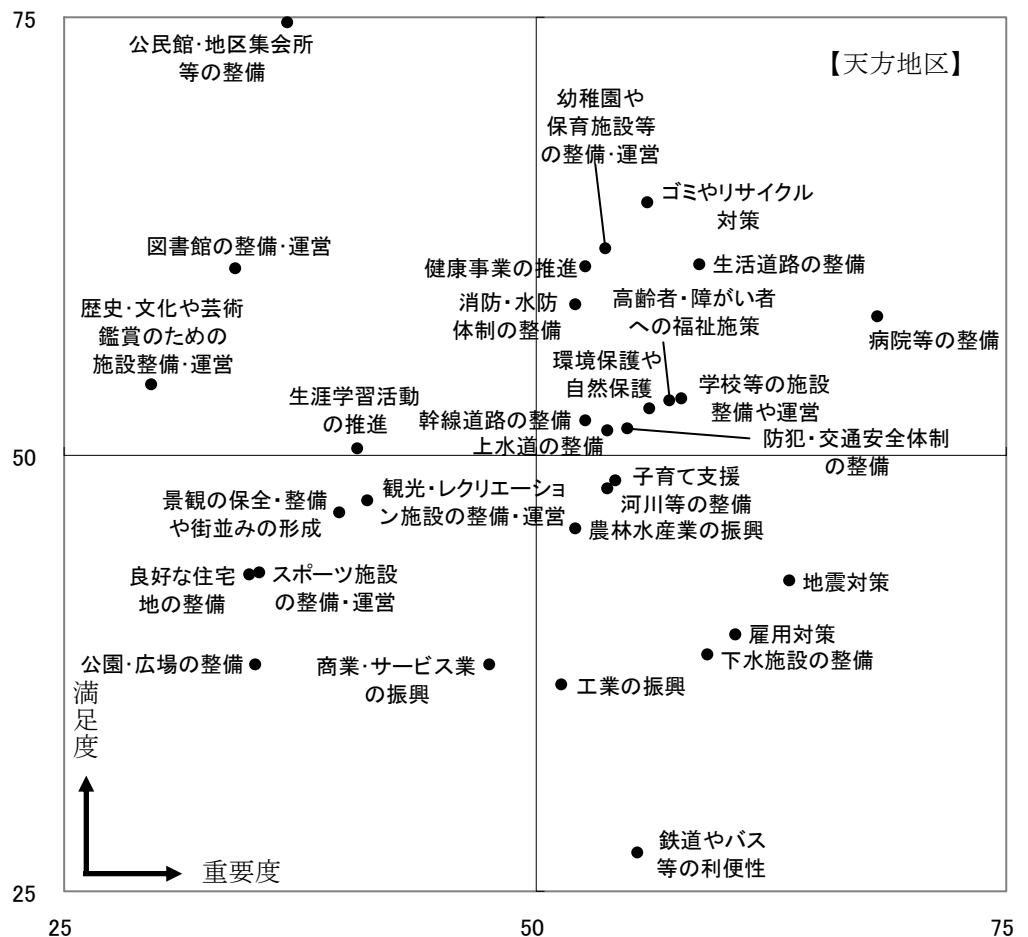 75
公民館・地区集会所
等の整備
【天方地区】
幼稚園や
保育施設等
の整備・運営
ゴミやリサイクル
対策
図書館の整備・運営
健康事業の推進
生活道路の整備
歴史・文化や芸術
鑑賞のための
施設整備・運営
消防・水防
体制の整備
高齢者・障がい者
への福祉施策
病院等の整備
環境保護や
自然保護
学校等の施設
整備や運営
生涯学習活動
の推進
幹線道路の整備
上水道の整備
防犯・交通安全体制
の整備
50
子育て支援
河川等の整備
景観の保全・整備
や街並みの形成
観光・レクリエーショ
ン施設の整備・運営
農林水産業の振興
良好な住宅
地の整備
スポーツ施設
の整備・運営
地震対策
雇用対策
下水施設の整備
公園・広場の整備
商業・サービス業
の振興
工業の振興
満足度
重要度
鉄道やバス
等の利便性
25
25
50
75